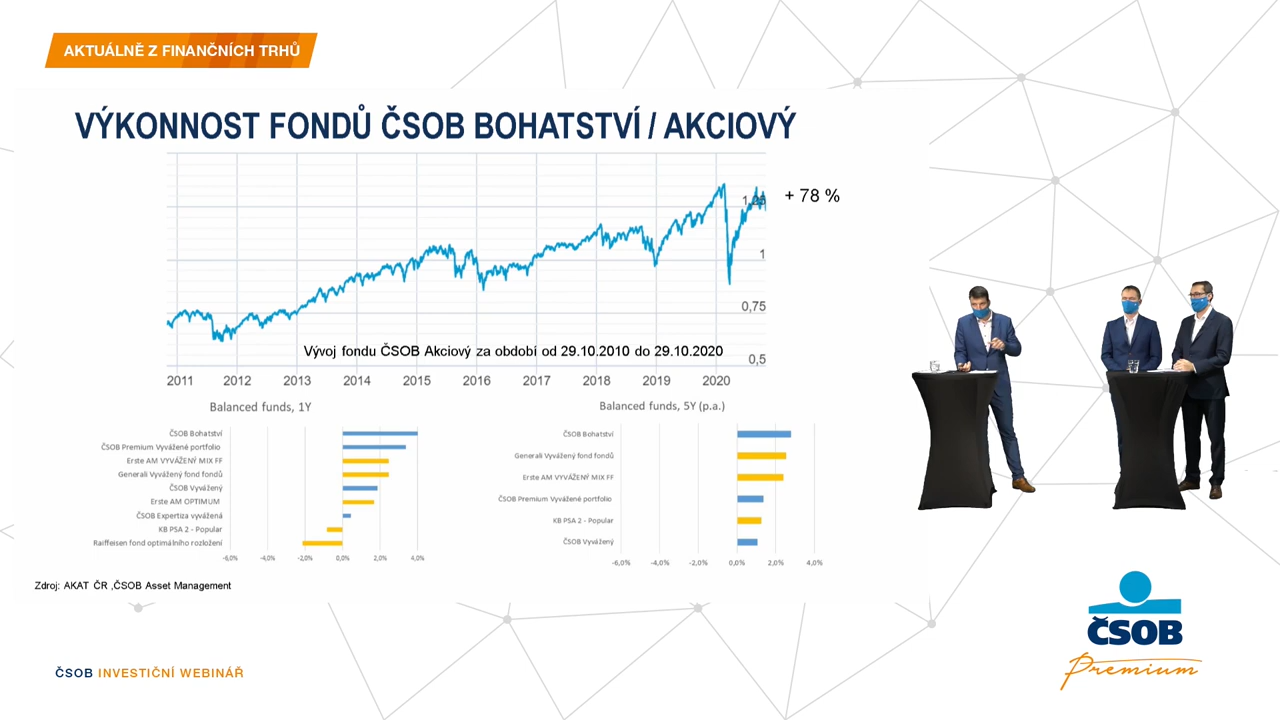 AKTUÁLNĚ Z FINANČNÍCH TRHŮ
VÝKONNOST FONDŮ ČSOB BOHATSTVÍ / AKCIOVÝ
+ 78 %
1,25
1
0,75
0,5
Vývoj fondu ČSOB Akciový za období od 29.10.2010 do 29.10.2020
2011 2012 2013 2014 2015 2016 2017 2018 2019 2020
Balanced funds, 1Y
ČSOB Bohatství
ČSOB Premium Vyvážené portfolio
Erste AM VYVÁŽENÝ MIX FF
Generali Vyvážený fond fondů
ČSOB Vyvážený
Erste AM OPTIMUM
ČSOB Expertiza vyvážená
KB PSA 2 - Popular
Raiffeisen fond optimálního rozložení
-6,0% -4,0% -2,0% 0,0% 2,0% 4,0%
Balanced funds, 5Y (p.a.)
ČSOB Bohatství
Generali Vyvážený fond fondů
Erste AM VYVÁŽENÝ MIX FF
ČSOB Premium Vyvážené portfolio
KB PSA 2 - Popular
ČSOB Vyvážený
-6,0% -4,0% -2,0% 0,0% 2,0% 4,0%
Zdroj: AKAT ČR ,ČSOB Asset Management
ČSOB INVESTIČNÍ WEBINÁŘ
ČSOB
Premium